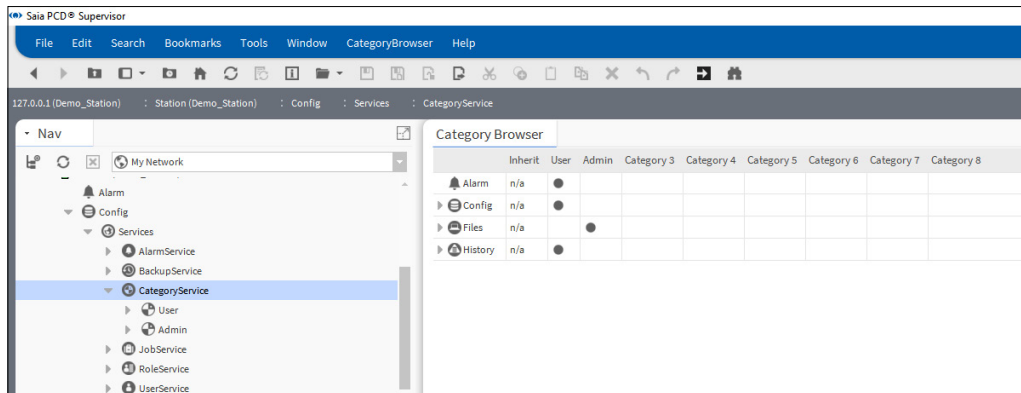 Saia PCD® Supervisor
File Edit Search Bookmarks Tools Window CategoryBrowser Help
127.0.0.1 (Demo_Station) : Station (Demo_Station) : Config : Services : CategoryService
Nav
My Network
Alarm
Config
Services
AlarmService
BackupService
CategoryService
User
Admin
JobService
RoleService
UserService
Category Browser
Inherit User Admin Category 3 Category 4 Category 5 Category 6 Category 7 Category 8
Alarm n/a
Config n/a
Files n/a
History n/a